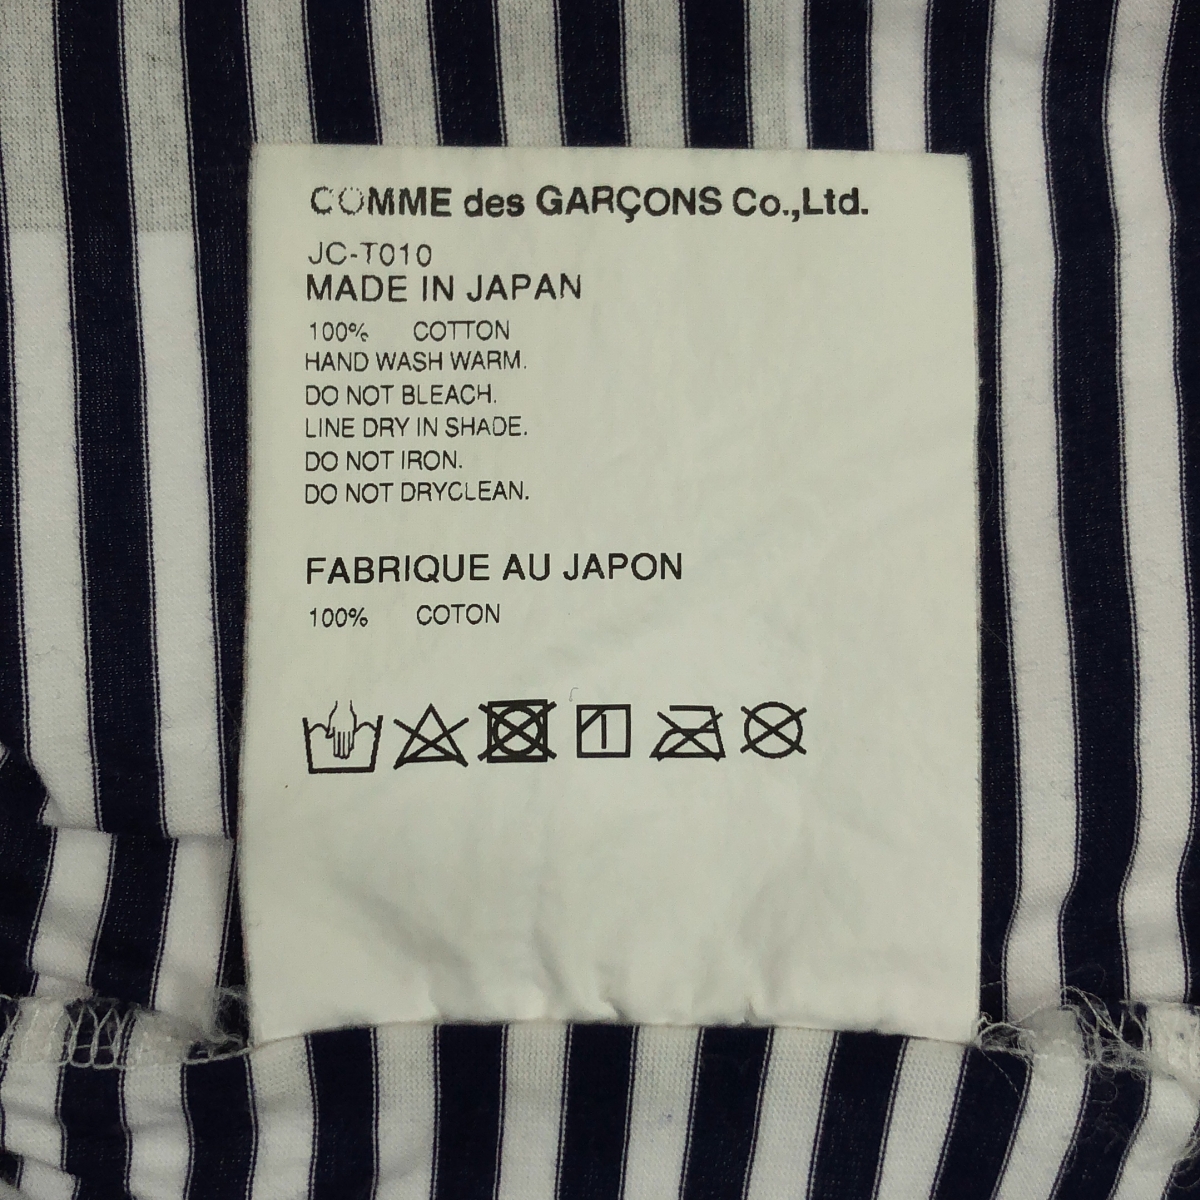 COMME des GARÇONS Co.,Ltd.
JC-T010
MADE IN JAPAN
100% COTTON
HAND WASH WARM.
DO NOT BLEACH.
LINE DRY IN SHADE.
DO NOT IRON.
DO NOT DRYCLEAN.
FABRIQUE AU JAPON
100% COTON